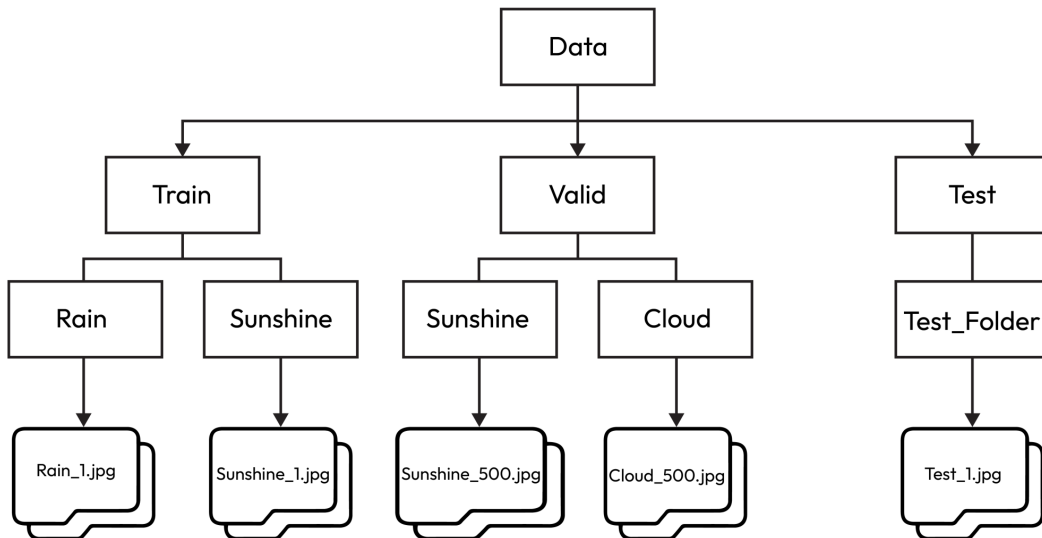 Data
Train
Valid
Test
Rain
Sunshine
Sunshine
Cloud
Test_Folder
Rain_1.jpg
Sunshine_1.jpg
Sunshine_500.jpg
Cloud_500.jpg
Test_1.jpg